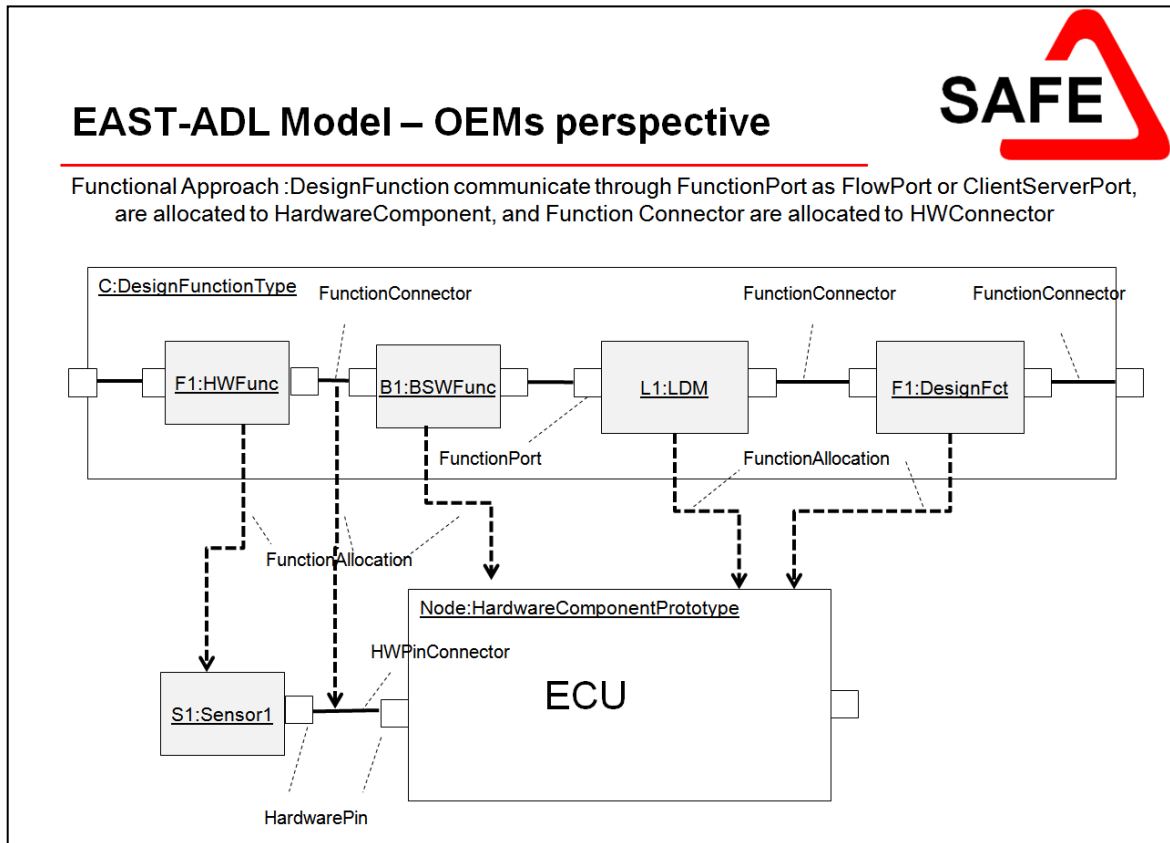 SAFE
EAST-ADL Model – OEMs perspective
Functional Approach :DesignFunction communicate through FunctionPort as FlowPort or ClientServerPort,
are allocated to HardwareComponent, and Function Connector are allocated to HWConnector
C:DesignFunctionType
FunctionConnector
FunctionConnector
FunctionConnector
F1:HWFunc
B1:BSWFunc
L1:LDM
F1:DesignFct
FunctionPort
FunctionAllocation
FunctionAllocation
Node:HardwareComponentPrototype
HWPinConnector
ECU
S1:Sensor1
HardwarePin